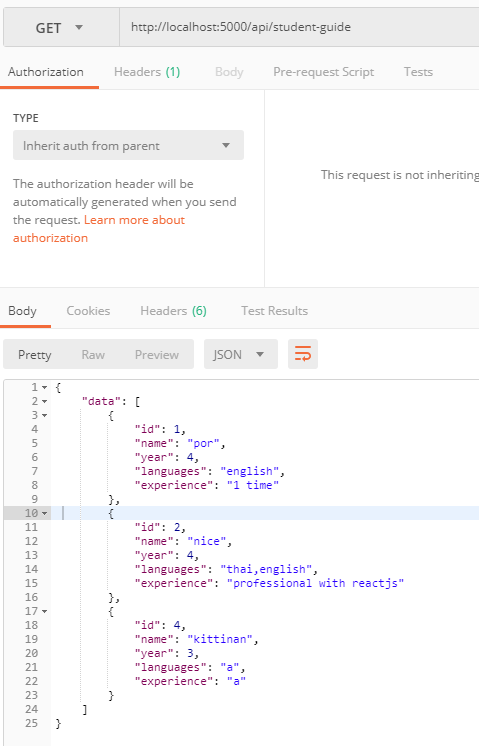 GET http://localhost:5000/api/student-guide
Authorization Headers (1) Body Pre-request Script Tests
TYPE
Inherit auth from parent
This request is not inheriting
The authorization header will be
automatically generated when you send
the request. Learn more about
authorization
Body Cookies Headers (6) Test Results
Pretty Raw Preview JSON
1 {
2 "data": [
3 {
4 "id": 1,
5 "name": "por",
6 "year": 4,
7 "languages": "english",
8 "experience": "1 time"
9 },
10 {
11 "id": 2,
12 "name": "nice",
13 "year": 4,
14 "languages": "thai,english",
15 "experience": "professional with reactjs"
16 },
17 {
18 "id": 4,
19 "name": "kittinan",
20 "year": 3,
21 "languages": "a",
22 "experience": "a"
23 }
24 ]
25 }